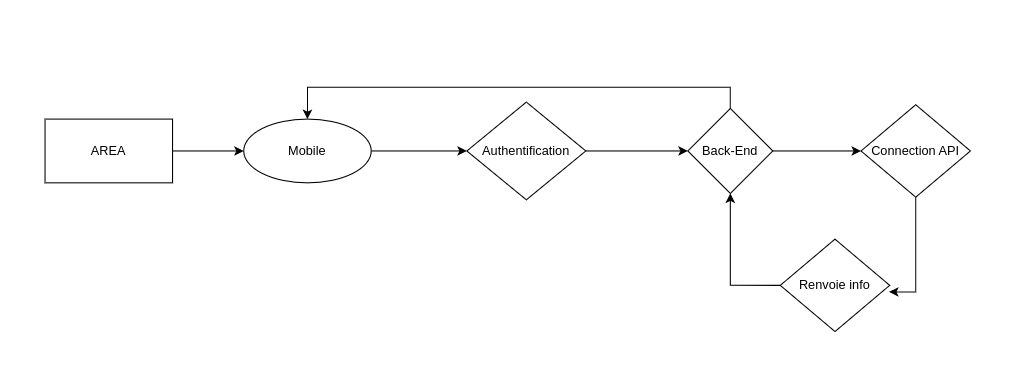 AREA
Mobile
Authentification
Back-End
Connection API
Renvoie info